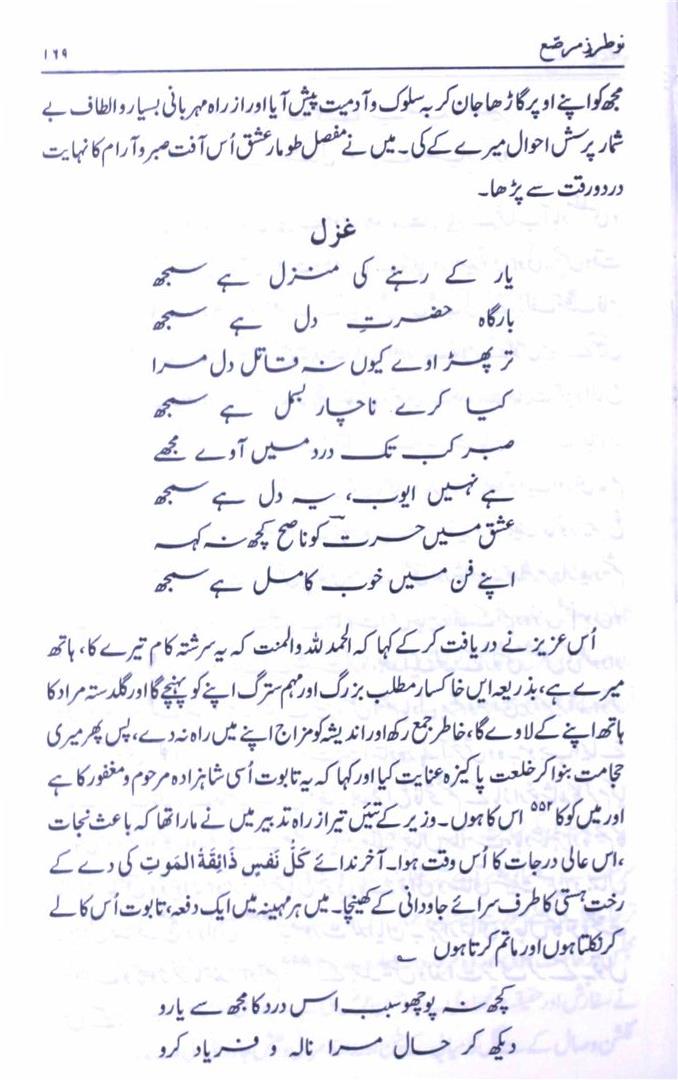 نو طرزِ مرصّع ۱۶۹
مجھ کو اپنے اوپر گاڑھا جان کر بہ سلوک و آدمیت پیش آیا اور از راہ مہربانی بسیار و الطاف بے
شمار پرسش احوال میرے کے کی۔ میں نے مفصل طومار عشق اُس آفت صبر و آرام کا نہایت
درد و رقت سے پڑھا۔
غزل
یار کے رہنے کی منزل ہے سمجھ
بارگاہ حضرتِ دل ہے سمجھ
تر پھڑاوے کیوں نہ قاتل دل مرا
کیا کرے ناچار بسمل ہے سمجھ
صبر کب تک درد میں آوے مجھے
ہے نہیں ایوب، یہ دل ہے سمجھ
عشق میں حسرتؔ کو ناصح کچھ نہ کہہ
اپنے فن میں خوب کامل ہے سمجھ
اُس عزیز نے دریافت کر کے کہا کہ الحمد للہ والمنت کہ یہ سر شتہ کام تیرے کا، ہاتھ
میرے ہے، بذریعہ اس خاکسار مطلب بزرگ اور مہم سترگ اپنے کو پہنچے گا اور گلدستہ مراد کا
ہاتھ اپنے کے لاوے گا، خاطر جمع رکھ اور اندیشہ کو مزاج اپنے میں راہ نہ دے، پس پھر میری
حجامت بنوا کر خلعت پاکیزہ عنایت کیا اور کہا کہ یہ تابوت اُسی شاہزادہ مرحوم و مغفور کا ہے
اور میں کوکا ۵۵۲ اس کا ہوں۔ وزیر کے تئیں تیر از راہ تدبیر میں نے مارا تھا کہ باعث نجات
،اس عالی درجات کا اُس وقت ہوا۔ آخر ندائے کُلُّ نَفسٍ ذَائِقَةُ المَوتِ کی دے کے
رخت ہستی کا طرف سرائے جاودانی کے کھینچا۔ میں ہر مہینہ میں ایک دفعہ، تابوت اُس کا لے
کر نکلتا ہوں اور ماتم کرتا ہوں ؎
کچھ نہ پوچھو سبب اس درد کا مجھ سے یارو
دیکھ کر حال مرا نالہ و فریاد کرو